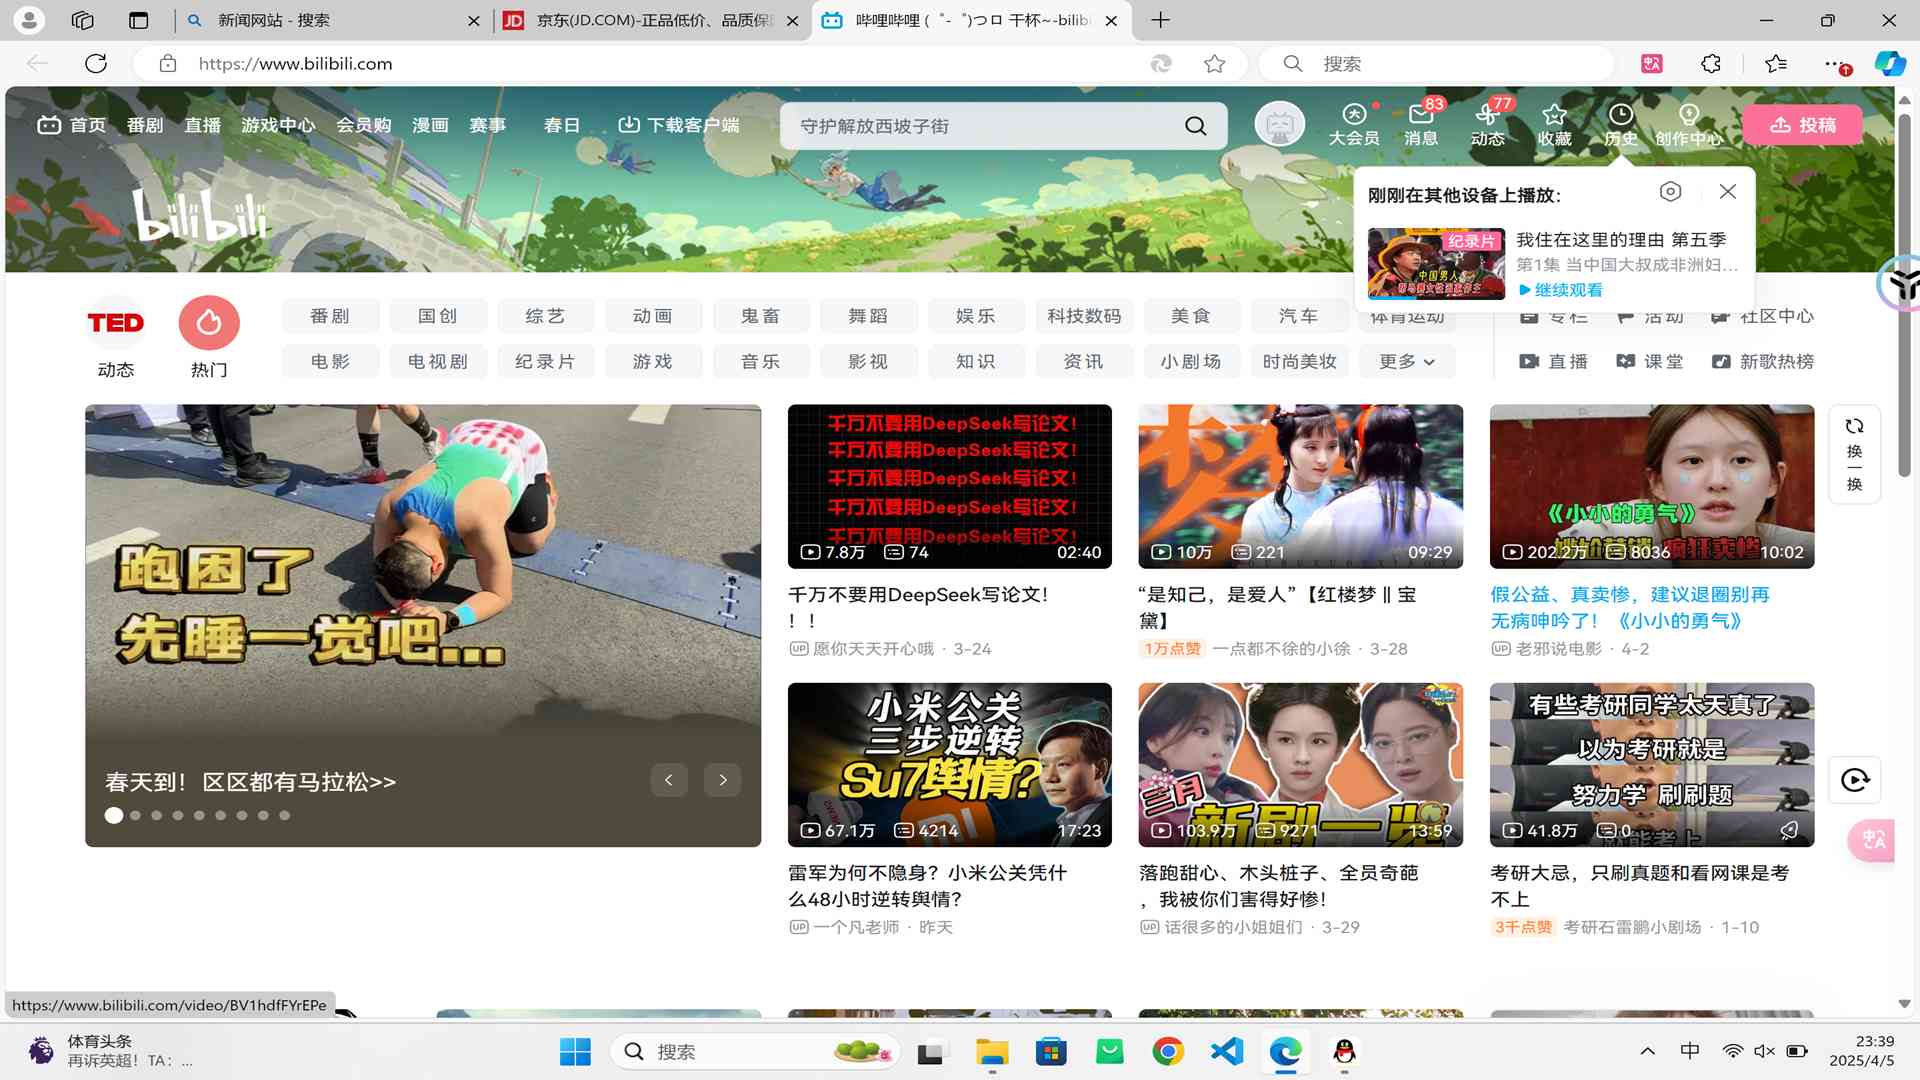 新闻网站 - 搜索
京东(JD.COM)-正品低价、品质保
哔哩哔哩 (゜-゜)つロ 干杯~-bilibi
https://www.bilibili.com
搜索
首页 番剧 直播 游戏中心 会员购 漫画 赛事 春日 下载客户端
守护解放西坡子街
大会员 消息 动态 收藏 历史 创作中心 投稿
83
77
bilibili
刚刚在其他设备上播放:
纪录片
中国男人
我住在这里的理由 第五季
第1集 当中国大叔成非洲妇...
继续观看
TED
动态
热门
番剧 国创 综艺 动画 鬼畜 舞蹈 娱乐 科技数码 美食 汽车 体育运动
专栏 活动 社区中心
电影 电视剧 纪录片 游戏 音乐 影视 知识 资讯 小剧场 时尚美妆 更多
直播 课堂 新歌热榜
跑困了
先睡一觉吧...
春天到！区区都有马拉松>>
千万不要用DeepSeek写论文!
千万不要用DeepSeek写论文!
千万不要用DeepSeek写论文!
千万不要用DeepSeek写论文!
千万不要用DeepSeek写论文!
7.8万 74 02:40
千万不要用DeepSeek写论文！
！！
UP 愿你天天开心哦 · 3-24
10万 221 09:29
“是知己，是爱人”【红楼梦‖宝
黛】
1万点赞 一点都不徐的小徐 · 3-28
《小小的勇气》
疯狂卖惨
202.2万 8036 10:02
假公益、真卖惨，建议退圈别再
无病呻吟了！《小小的勇气》
UP 老邪说电影 · 4-2
换
一
换
小米公关
三步逆转
Su7舆情?
67.1万 4214 17:23
雷军为何不隐身？小米公关凭什
么48小时逆转舆情？
UP 一个凡老师 · 昨天
三月
新剧一览
103.9万 9271 13:59
落跑甜心、木头桩子、全员奇葩
，我被你们害得好惨！
UP 话很多的小姐姐们 · 3-29
有些考研同学太天真了
以为考研就是
努力学 刷刷题
就能考上
41.8万 0
考研大忌，只刷真题和看网课是考
不上
3千点赞 考研石雷鹏小剧场 · 1-10
中A
https://www.bilibili.com/video/BV1hdfFYrEPe
体育头条
再诉英超！TA：...
搜索
中
23:39
2025/4/5